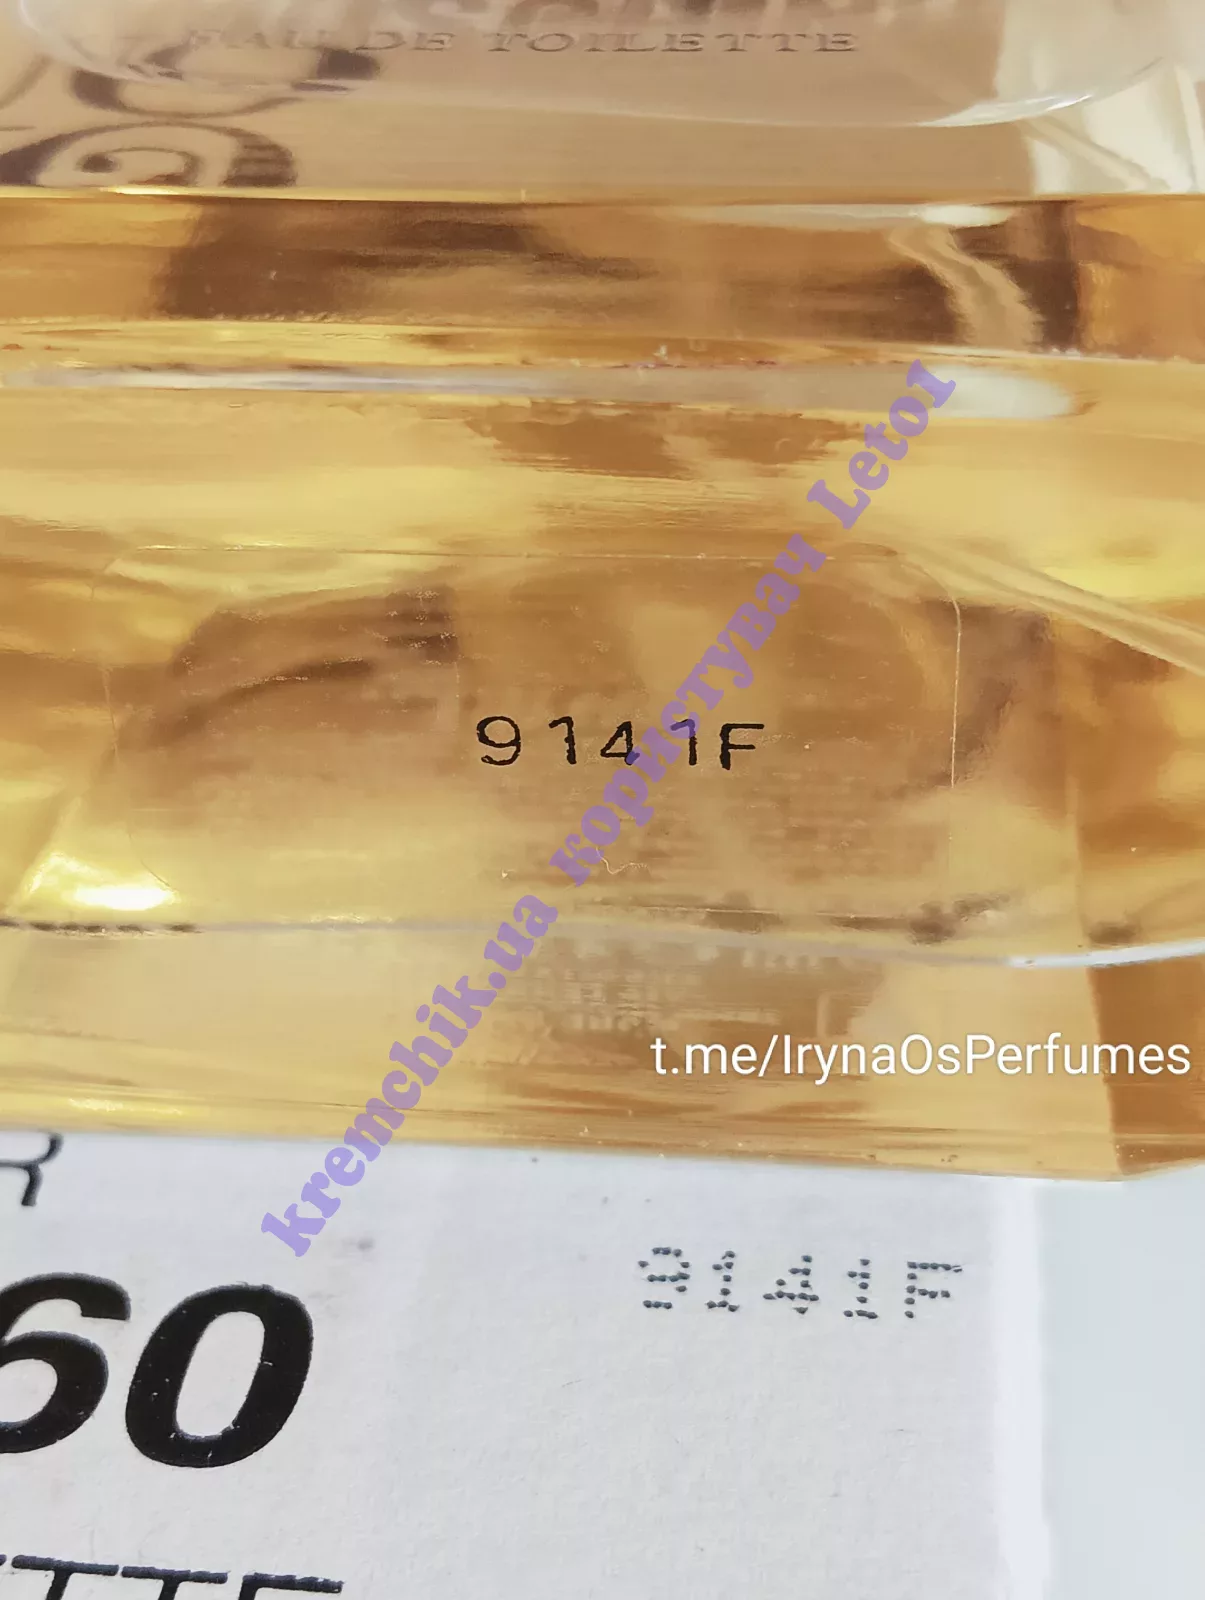 EAU DE TOILETTE
9141F
kremchik.ua користувач Leto1
t.me/IrynaOsPerfumes
9141F
60